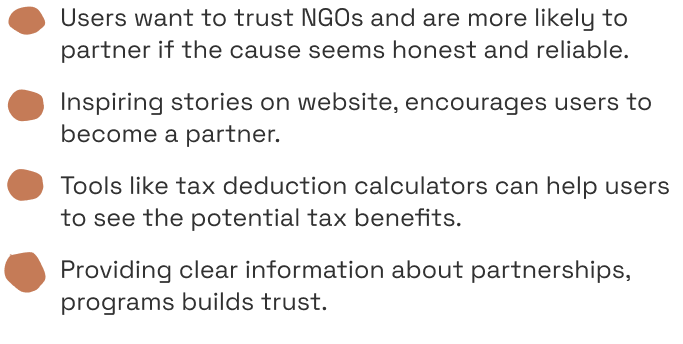 Users want to trust NGOs and are more likely to
partner if the cause seems honest and reliable.
Inspiring stories on website, encourages users to
become a partner.
Tools like tax deduction calculators can help users
to see the potential tax benefits.
Providing clear information about partnerships,
programs builds trust.